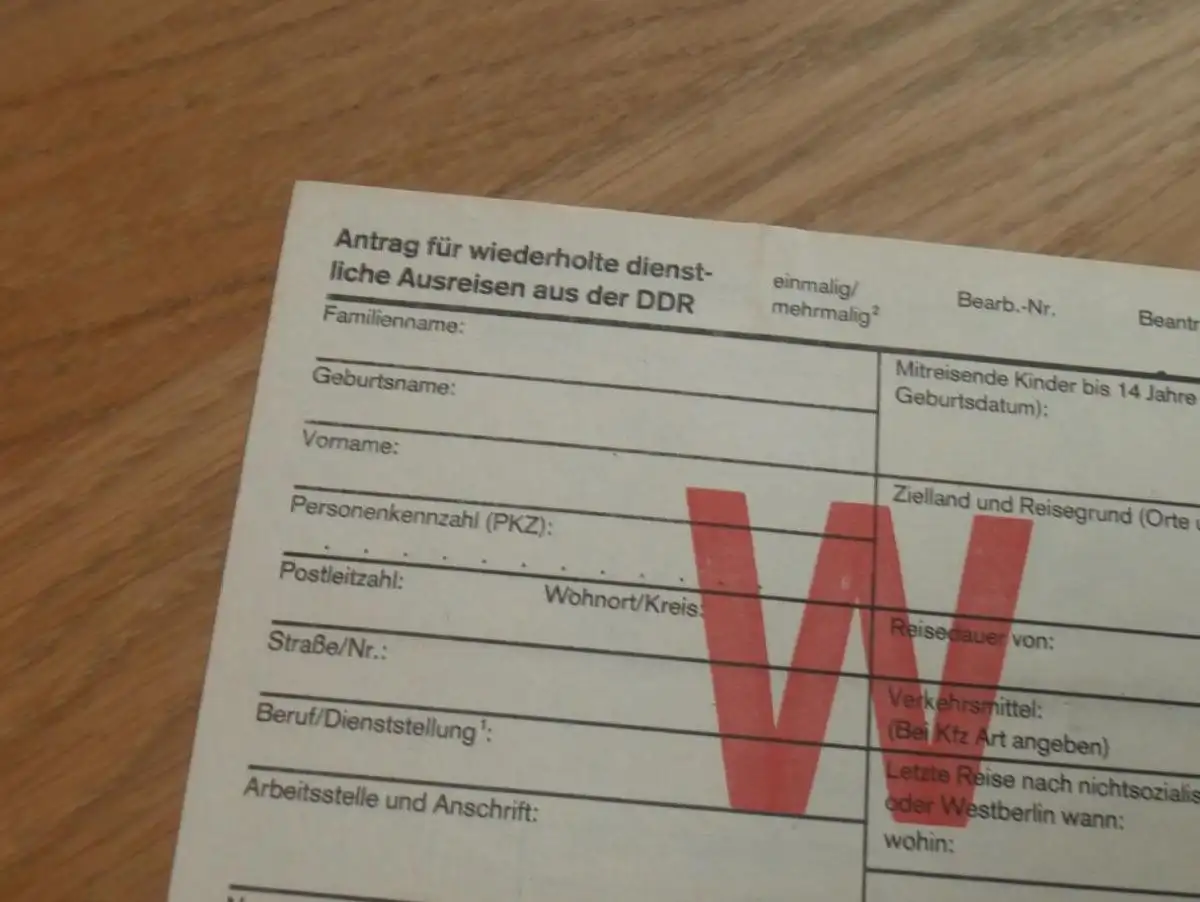 Antrag für wiederholte dienst-
liche Ausreisen aus der DDR
einmalig/
mehrmalig²
Bearb.-Nr.
Familienname:
Geburtsname:
Vorname:
Personenkennzahl (PKZ):
Postleitzahl: Wohnort/Kreis:
Straße/Nr.:
Beruf/Dienststellung¹:
Arbeitsstelle und Anschrift:
Mitreisende Kinder bis 14 Jahre
Geburtsdatum):
Zielland und Reisegrund (Orte
Reisedauer von:
Verkehrsmittel:
(Bei Kfz Art angeben)
Letzte Reise nach nichtsozialis
oder Westberlin wann:
wohin:
W